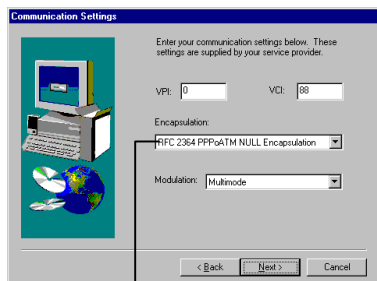 Communication Settings
Enter your communication settings below. These
settings are supplied by your service provider.
VPI: 0 VCI: 88
Encapsulation:
RFC 2364 PPPoATM NULL Encapsulation
Modulation: Multimode
< Back Next > Cancel